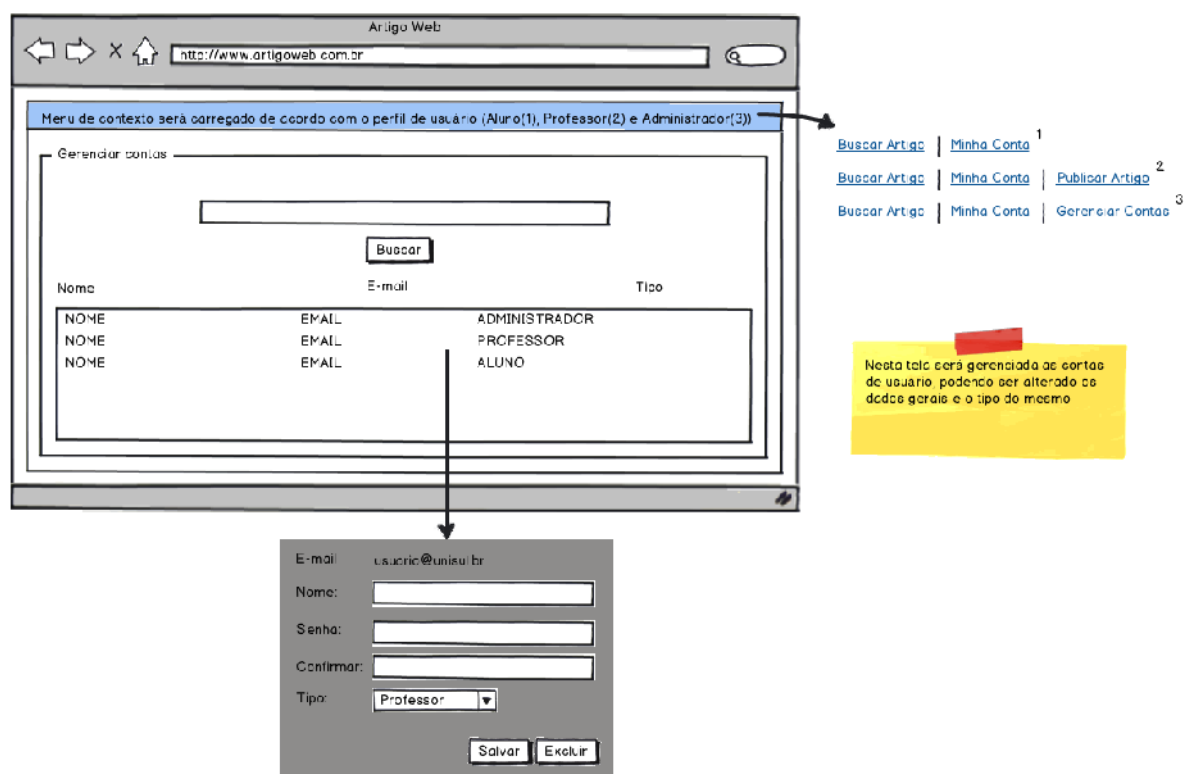 Artigo Web
http://www.artigoweb.com.br
Menu de contexto será carregado de acordo com o perfil de usuário (Aluno(1), Professor(2) e Administrador(3))
Buscar Artigo | Minha Conta 1
Buscar Artigo | Minha Conta | Publicar Artigo 2
Buscar Artigo | Minha Conta | Gerenciar Contas 3
Gerenciar contas
Buscar
Nome E-mail Tipo
NOME EMAIL ADMINISTRADOR
NOME EMAIL PROFESSOR
NOME EMAIL ALUNO
Nesta tela será gerenciada as contas
de usuario, podendo ser alterado os
dados gerais e o tipo do mesmo
E-mail usuario@unisul.br
Nome:
Senha:
Confirmar:
Tipo: Professor
Salvar Excluir